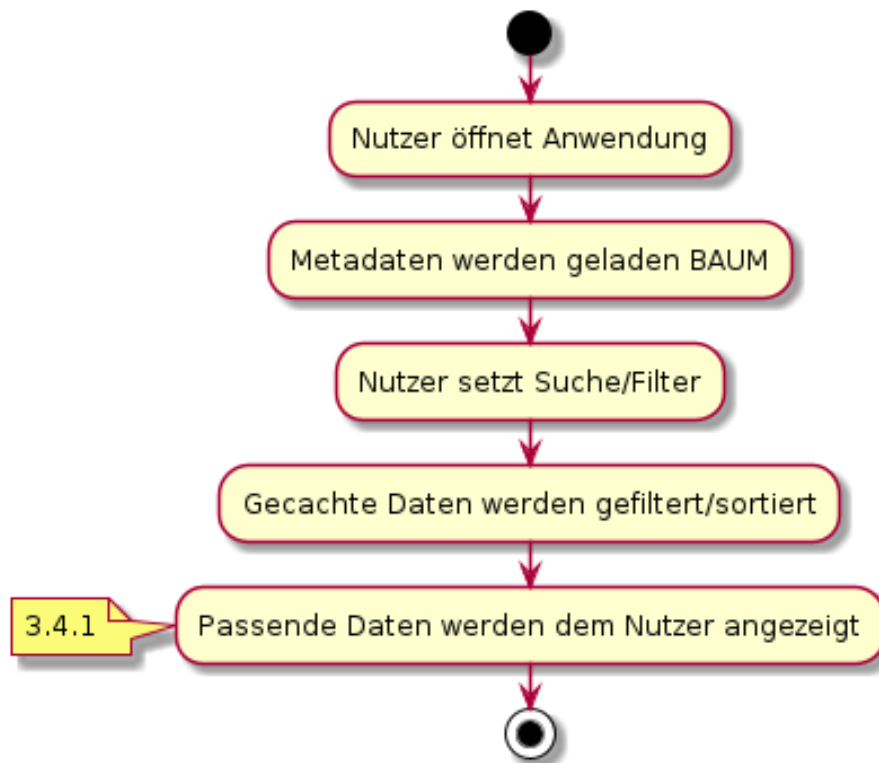 Nutzer öffnet Anwendung
Metadaten werden geladen BAUM
Nutzer setzt Suche/Filter
Gecachte Daten werden gefiltert/sortiert
3.4.1
Passende Daten werden dem Nutzer angezeigt